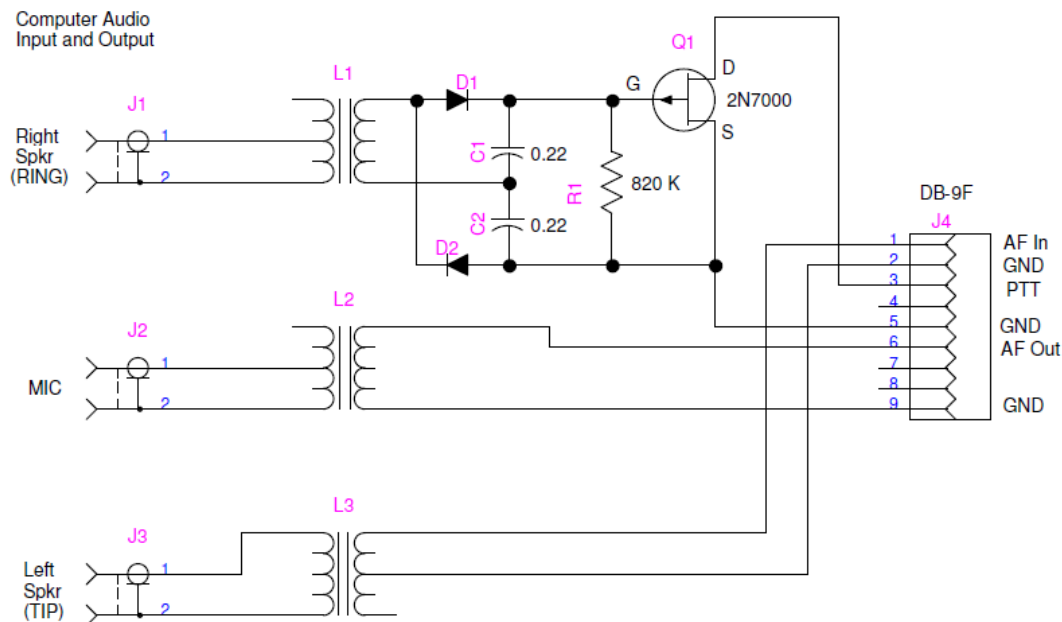 Computer Audio
Input and Output
J1
Right
Spkr
(RING)
1
2
L1
D1
C1
0.22
C2
0.22
D2
R1
820 K
Q1
G
D
2N7000
S
J2
MIC
1
2
L2
J3
Left
Spkr
(TIP)
1
2
L3
DB-9F
J4
1 AF In
2 GND
3 PTT
4
5 GND
6 AF Out
7
8
9 GND